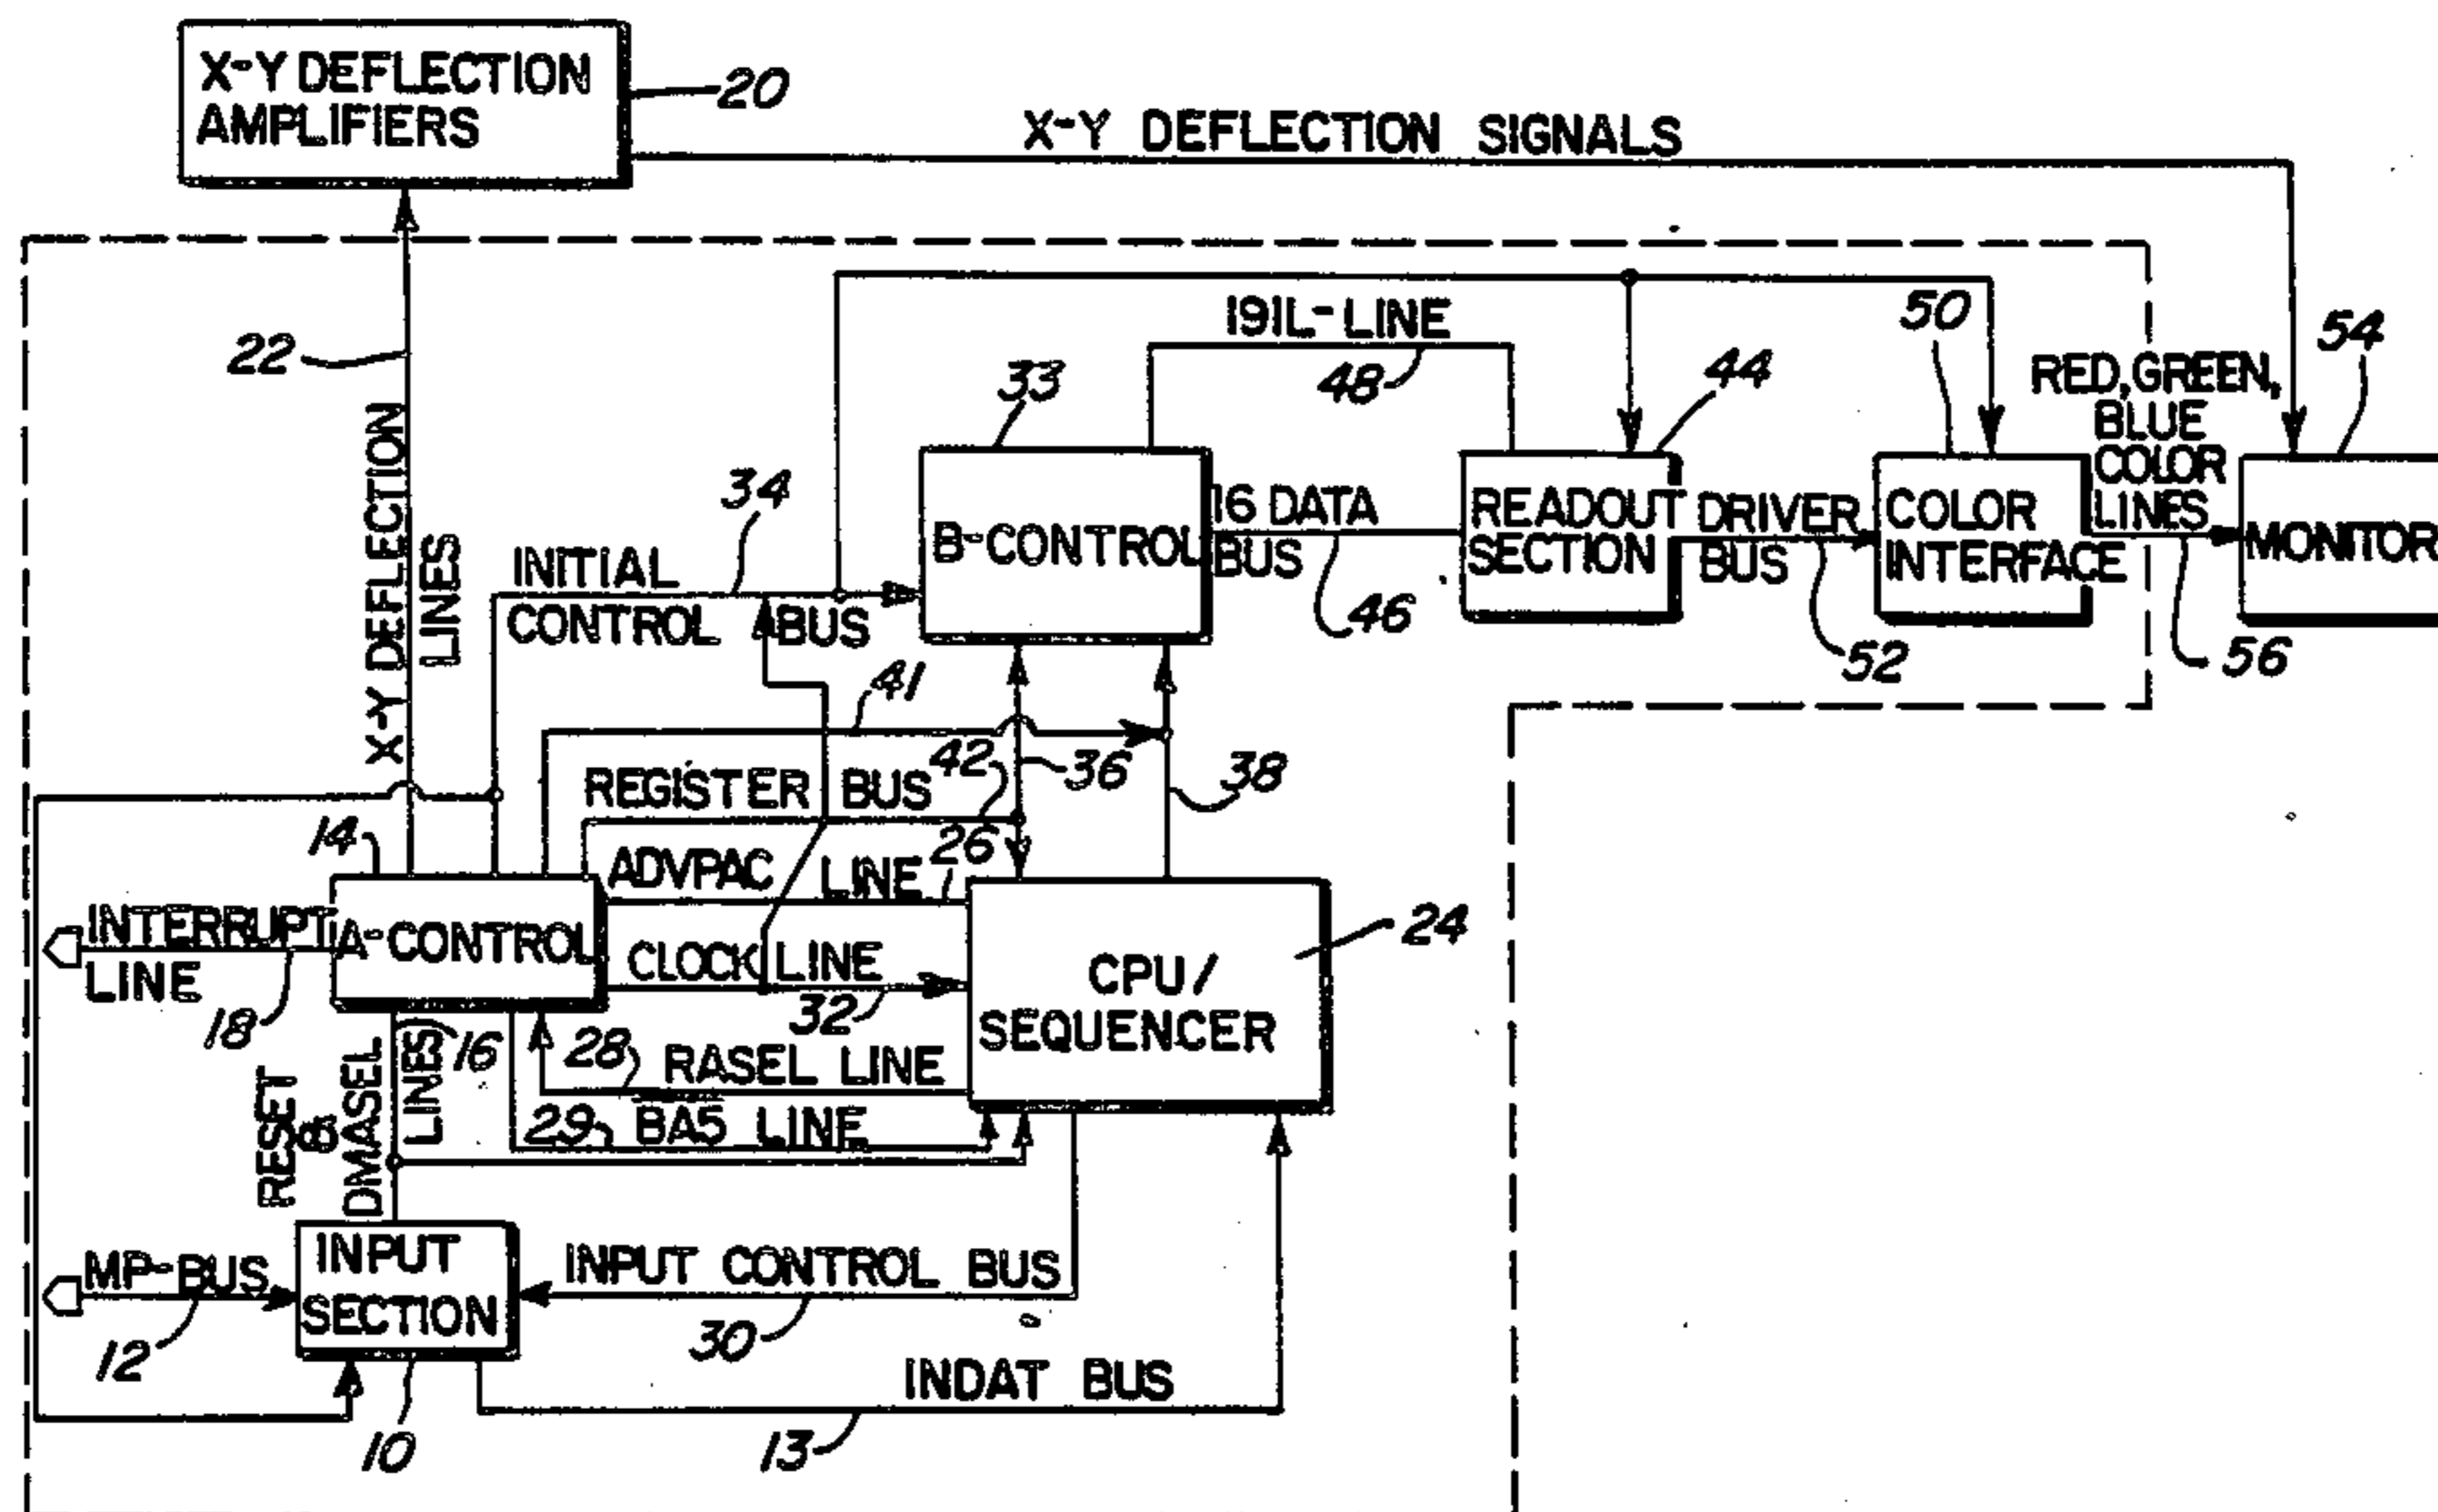 X-Y DEFLECTION
AMPLIFIERS
20
X-Y DEFLECTION SIGNALS
22
X-Y DEFLECTION
LINES
191L-LINE
48
33
44
50
54
RED, GREEN,
BLUE
COLOR
LINES
56
34
INITIAL
CONTROL BUS
B-CONTROL
16 DATA
BUS
46
READOUT
SECTION
DRIVER
BUS
52
COLOR
INTERFACE
MONITOR
41
42
36
38
REGISTER BUS
14
ADVPAC LINE
26
INTERRUPT
LINE
18
A-CONTROL
CLOCK LINE
32
CPU/
SEQUENCER
24
RESET
&
DMASEL
LINES
16
28
RASEL LINE
29
BA5 LINE
MP-BUS
12
INPUT
SECTION
10
INPUT CONTROL BUS
30
INDAT BUS
13